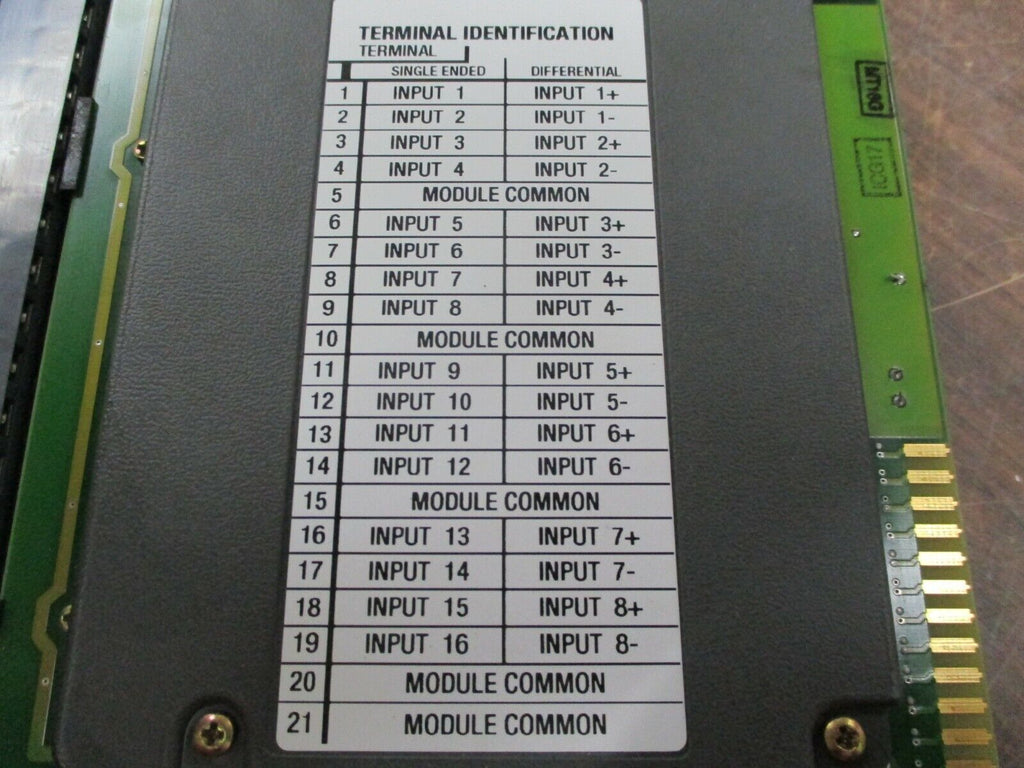 TERMINAL IDENTIFICATION
TERMINAL
SINGLE ENDED DIFFERENTIAL
1 INPUT 1 INPUT 1+
2 INPUT 2 INPUT 1-
3 INPUT 3 INPUT 2+
4 INPUT 4 INPUT 2-
5 MODULE COMMON
6 INPUT 5 INPUT 3+
7 INPUT 6 INPUT 3-
8 INPUT 7 INPUT 4+
9 INPUT 8 INPUT 4-
10 MODULE COMMON
11 INPUT 9 INPUT 5+
12 INPUT 10 INPUT 5-
13 INPUT 11 INPUT 6+
14 INPUT 12 INPUT 6-
15 MODULE COMMON
16 INPUT 13 INPUT 7+
17 INPUT 14 INPUT 7-
18 INPUT 15 INPUT 8+
19 INPUT 16 INPUT 8-
20 MODULE COMMON
21 MODULE COMMON